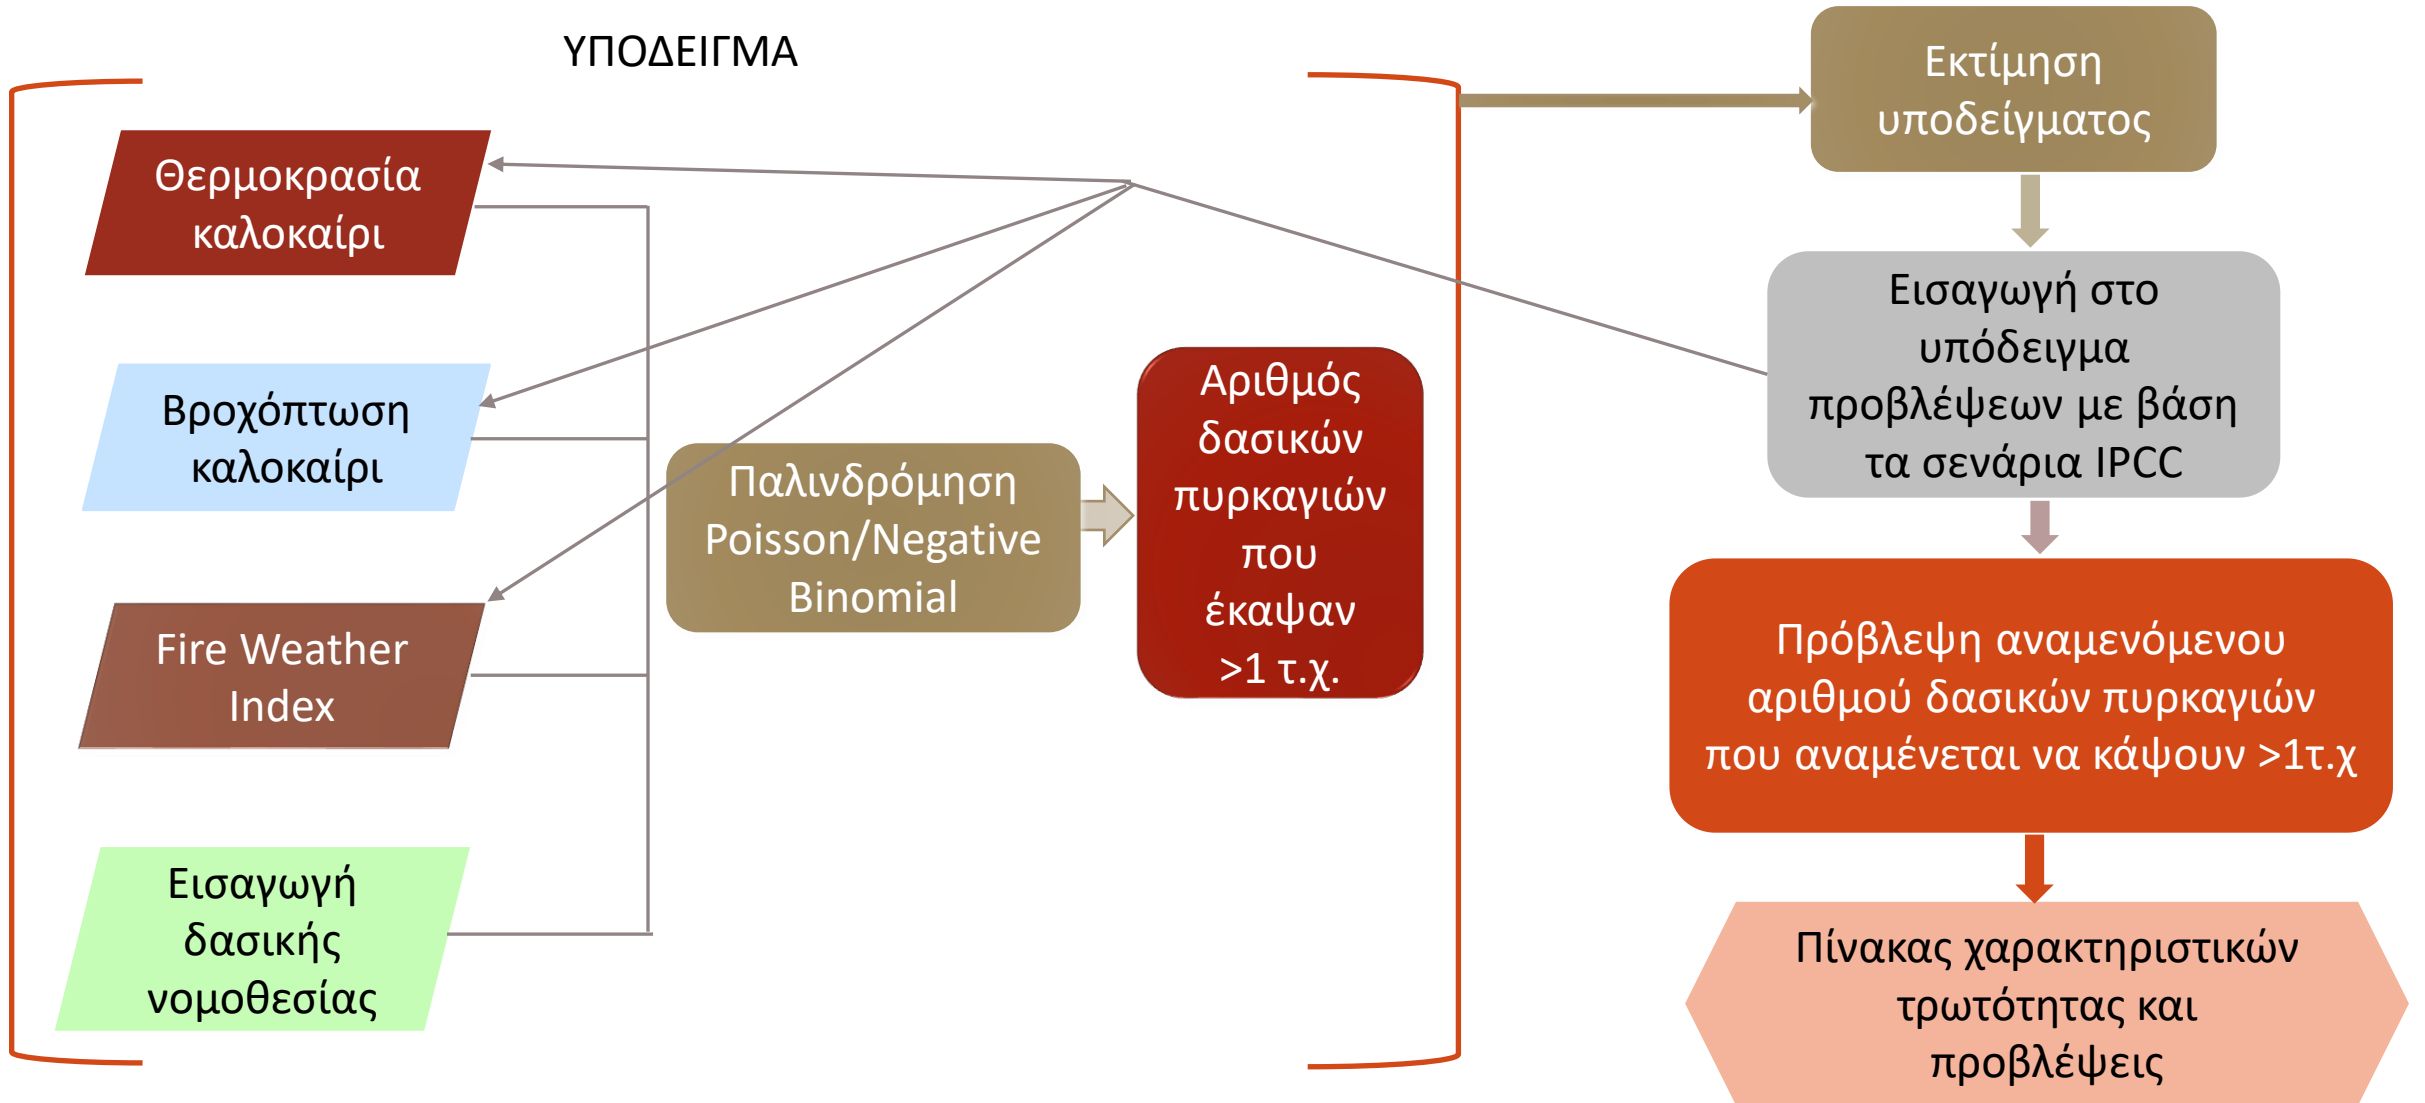 ΥΠΟΔΕΙΓΜΑ
Θερμοκρασία
καλοκαίρι
Βροχόπτωση
καλοκαίρι
Fire Weather
Index
Εισαγωγή
δασικής
νομοθεσίας
Παλινδρόμηση
Poisson/Negative
Binomial
Αριθμός
δασικών
πυρκαγιών
που
έκαψαν
>1 τ.χ.
Εκτίμηση
υποδείγματος
Εισαγωγή στο
υπόδειγμα
προβλέψεων με βάση
τα σενάρια IPCC
Πρόβλεψη αναμενόμενου
αριθμού δασικών πυρκαγιών
που αναμένεται να κάψουν >1τ.χ
Πίνακας χαρακτηριστικών
τρωτότητας και
προβλέψεις